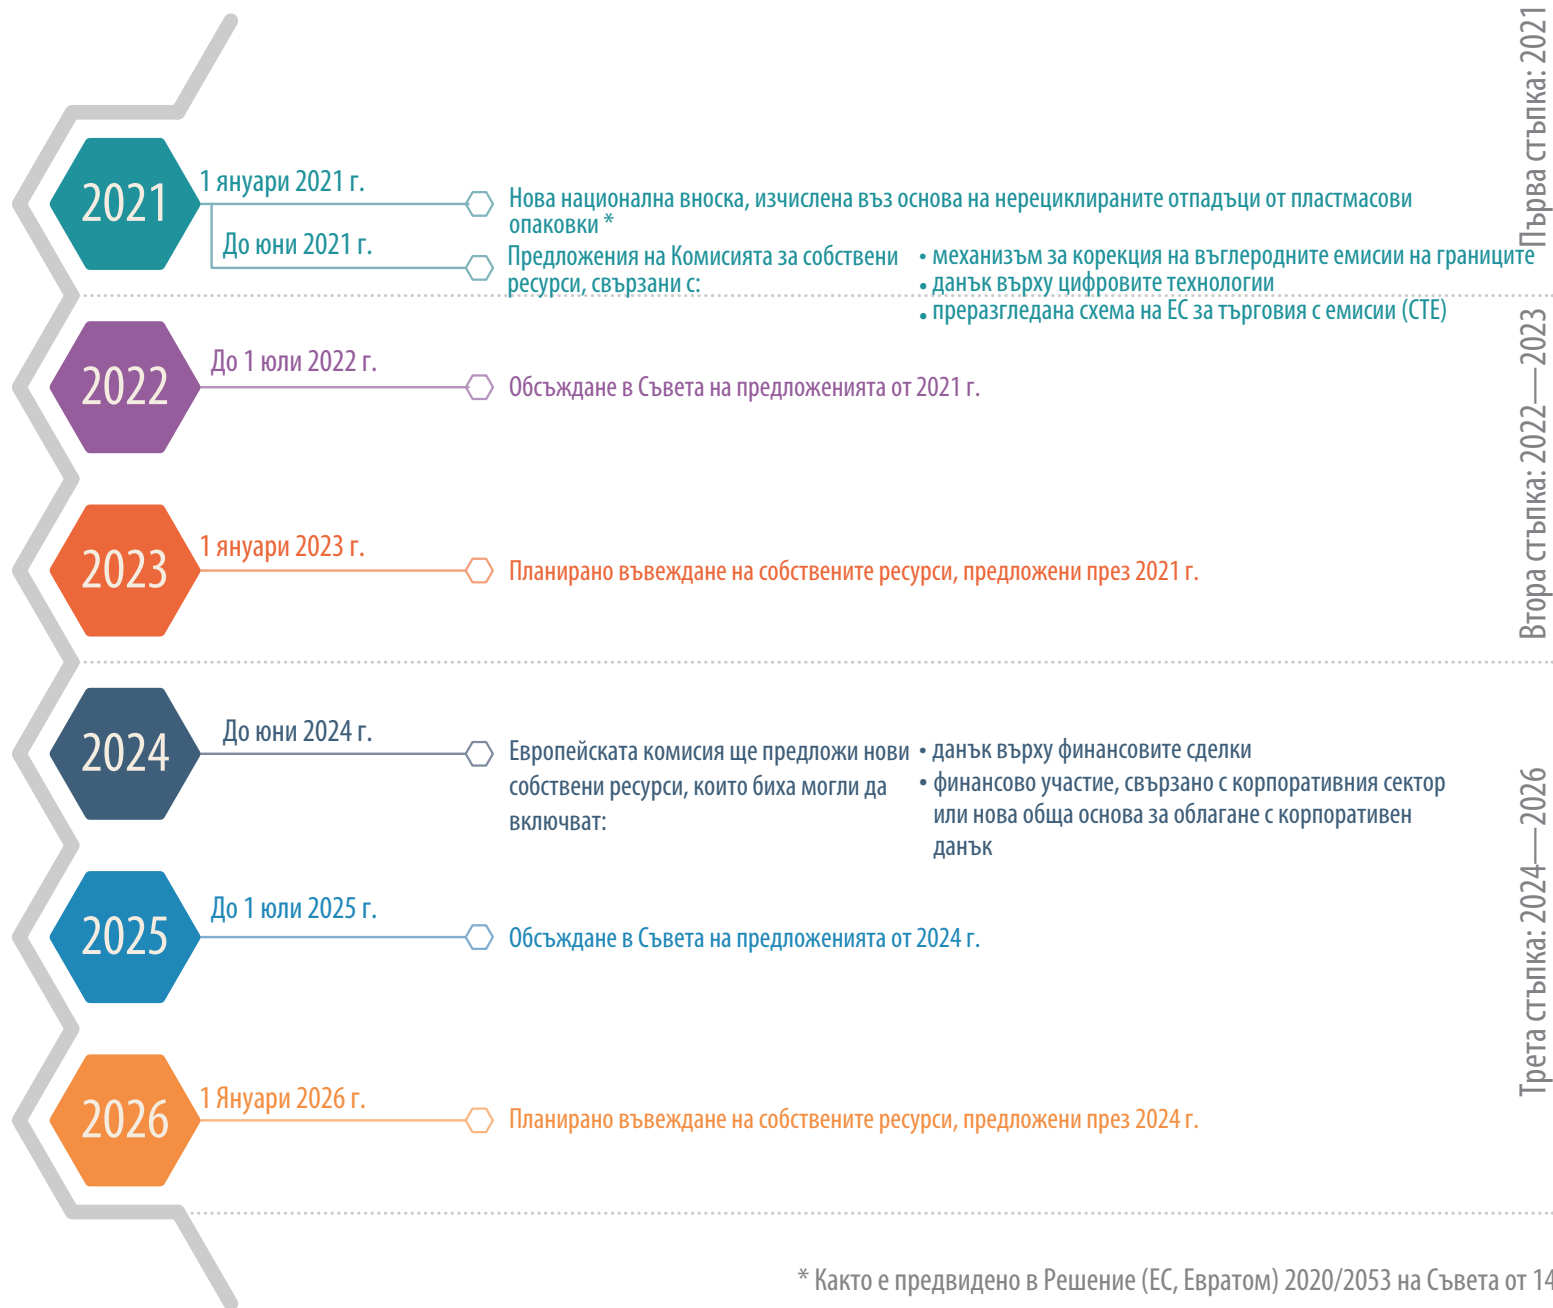 Първа стъпка: 2021
2021
1 януари 2021 г.
Нова национална вноска, изчислена въз основа на нерециклираните отпадъци от пластмасови
опаковки *
До юни 2021 г.
Предложения на Комисията за собствени
ресурси, свързани с:
• механизъм за корекция на въглеродните емисии на границите
• данък върху цифровите технологии
• преразгледана схема на ЕС за търговия с емисии (СТЕ)
Втора стъпка: 2022—2023
2022
До 1 юли 2022 г.
Обсъждане в Съвета на предложенията от 2021 г.
2023
1 януари 2023 г.
Планирано въвеждане на собствените ресурси, предложени през 2021 г.
Трета стъпка: 2024—2026
2024
До юни 2024 г.
Европейската комисия ще предложи нови
собствени ресурси, които биха могли да
включват:
• данък върху финансовите сделки
• финансово участие, свързано с корпоративния сектор
или нова обща основа за облагане с корпоративен
данък
2025
До 1 юли 2025 г.
Обсъждане в Съвета на предложенията от 2024 г.
2026
1 Януари 2026 г.
Планирано въвеждане на собствените ресурси, предложени през 2024 г.
* Както е предвидено в Решение (ЕС, Евратом) 2020/2053 на Съвета от 14